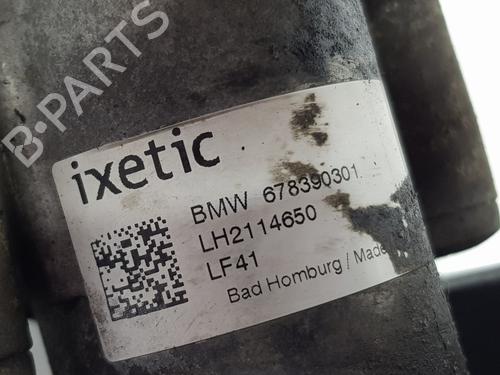 B-PARTS
ixetic
BMW 678390301
LH2114650
LF41
Bad Homburg / Made